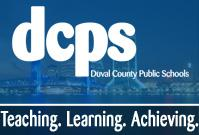 dcps
Duval County Public Schools
Teaching. Learning. Achieving.